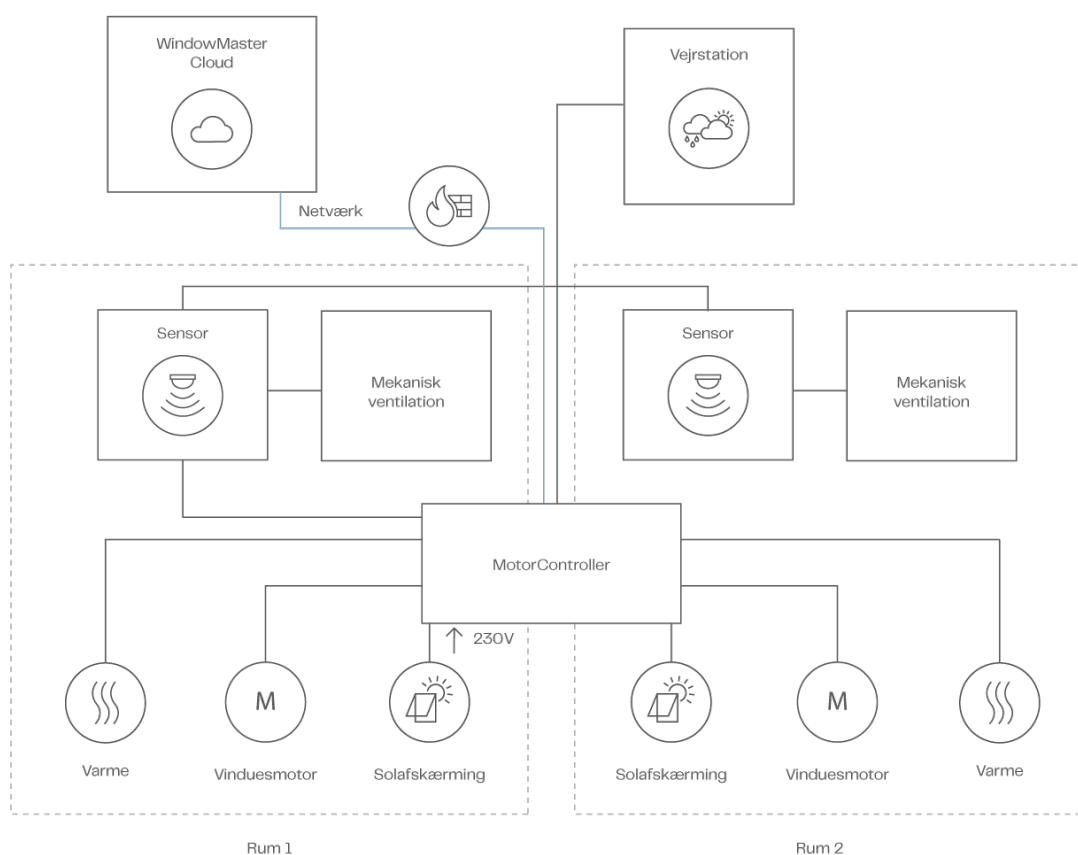 WindowMaster
Cloud
Vejrstation
Netværk
Sensor
Mekanisk
ventilation
Sensor
Mekanisk
ventilation
MotorController
230V
M
M
Varme
Vinduesmotor
Solafskærming
Solafskærming
Vinduesmotor
Varme
Rum 1
Rum 2